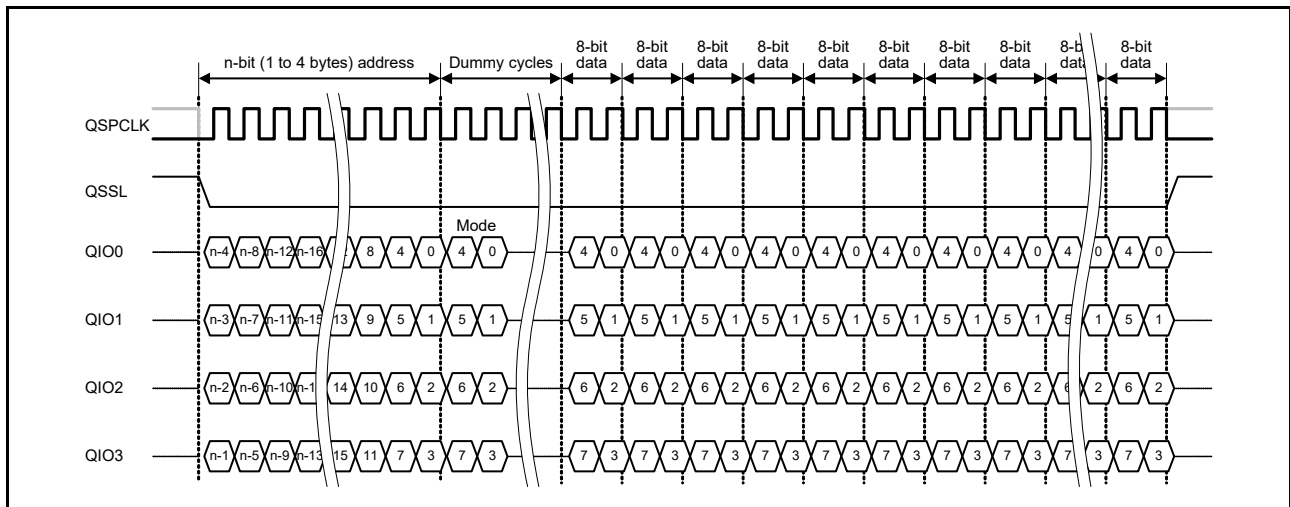 8-bit 8-bit 8-bit 8-bit 8-bit 8-bit 8-bit 8-bit 8-bit
n-bit (1 to 4 bytes) address Dummy cycles data data data data data data data data data data
QSPCLK
QSSL
Mode
QIO0 n-4 n-8 n-12 n-16 8 4 0 4 0 4 0 4 0 4 0 4 0 4 0 4 0 4 0 4 0 4 0 4 0
QIO1 n-3 n-7 n-11 n-15 13 9 5 1 5 1 5 1 5 1 5 1 5 1 5 1 5 1 5 1 5 1 5 1 5 1
QIO2 n-2 n-6 n-10 14 10 6 2 6 2 6 2 6 2 6 2 6 2 6 2 6 2 6 2 6 2 6 2 6 2
QIO3 n-1 n-5 n-9 n-13 15 11 7 3 7 3 7 3 7 3 7 3 7 3 7 3 7 3 7 3 7 3 7 3 7 3